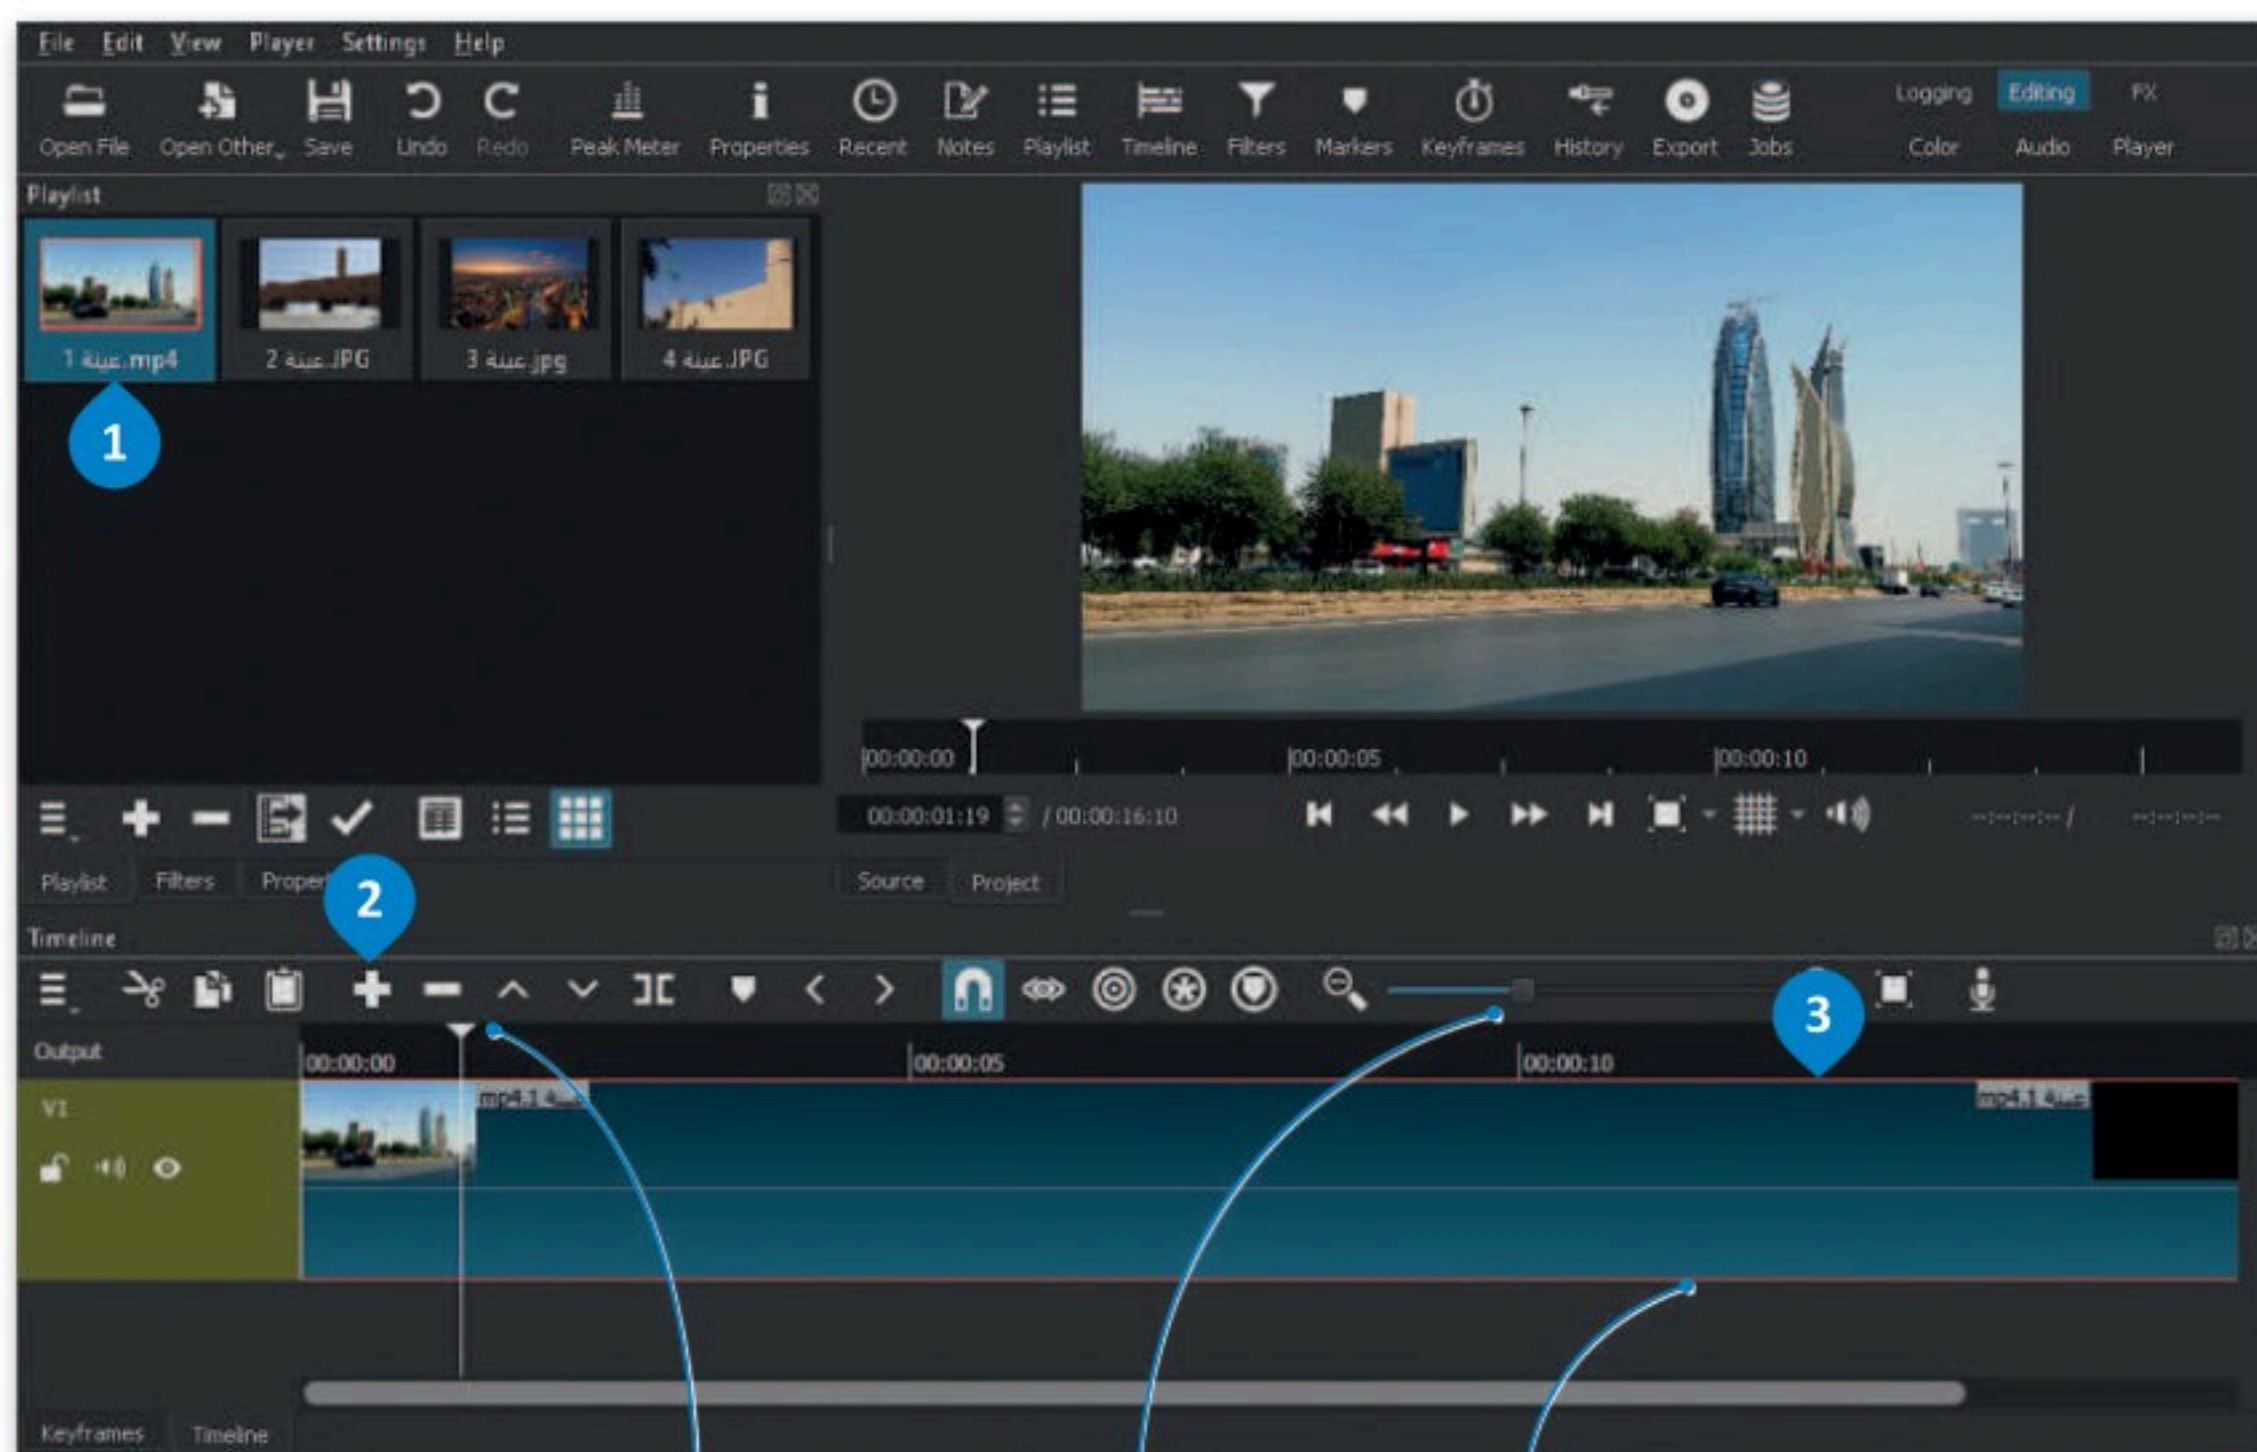 File Edit View Player Settings Help
Open File Open Other Save Undo Redo Peak Meter Properties Recent Notes Playlist Timeline Filters Markers Keyframes History Export Jobs
Logging Editing FX
Color Audio Player
Playlist
عينة 1.mp4
عينة 2.JPG
عينة 3.jpg
عينة 4.JPG
1
00:00:00 00:00:05 00:00:10
00:00:01:19 / 00:00:16:10
--:--:--:-- / --:--:--:--
Playlist Filters
2
Source Project
Timeline
3
Output
00:00:00 00:00:05 00:00:10
V1
Keyframes Timeline